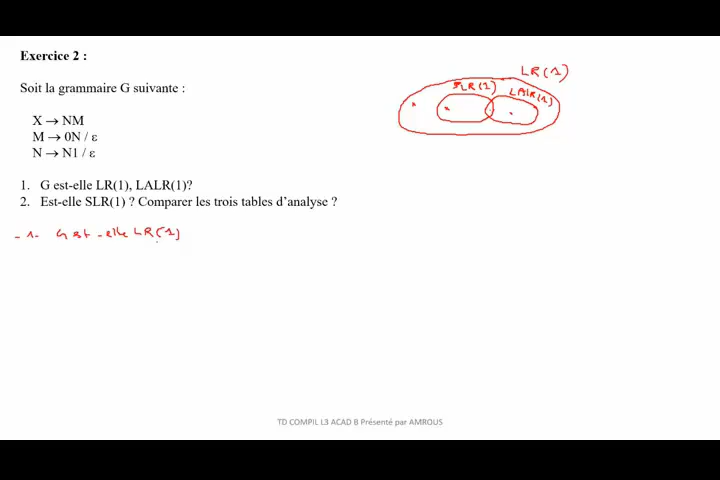 Exercice 2 :
LR(1)
Soit la grammaire G suivante :
SLR(1)
LALR(1)
X → NM
M → 0N / ε
N → N1 / ε
1. G est-elle LR(1), LALR(1)?
2. Est-elle SLR(1) ? Comparer les trois tables d'analyse ?
-1- G est-elle LR(1)
TD COMPIL L3 ACAD B Présenté par AMROUS